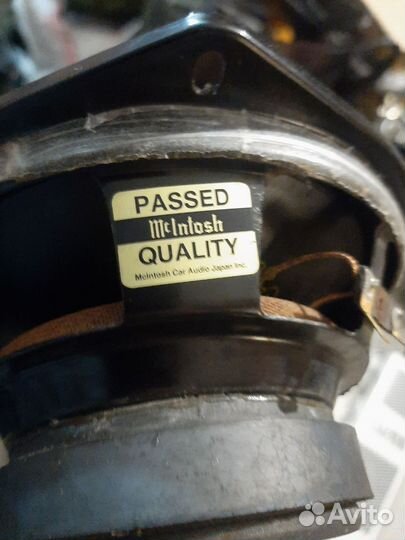 PASSED
McIntosh
QUALITY
McIntosh Car Audio Japan Inc.
Avito